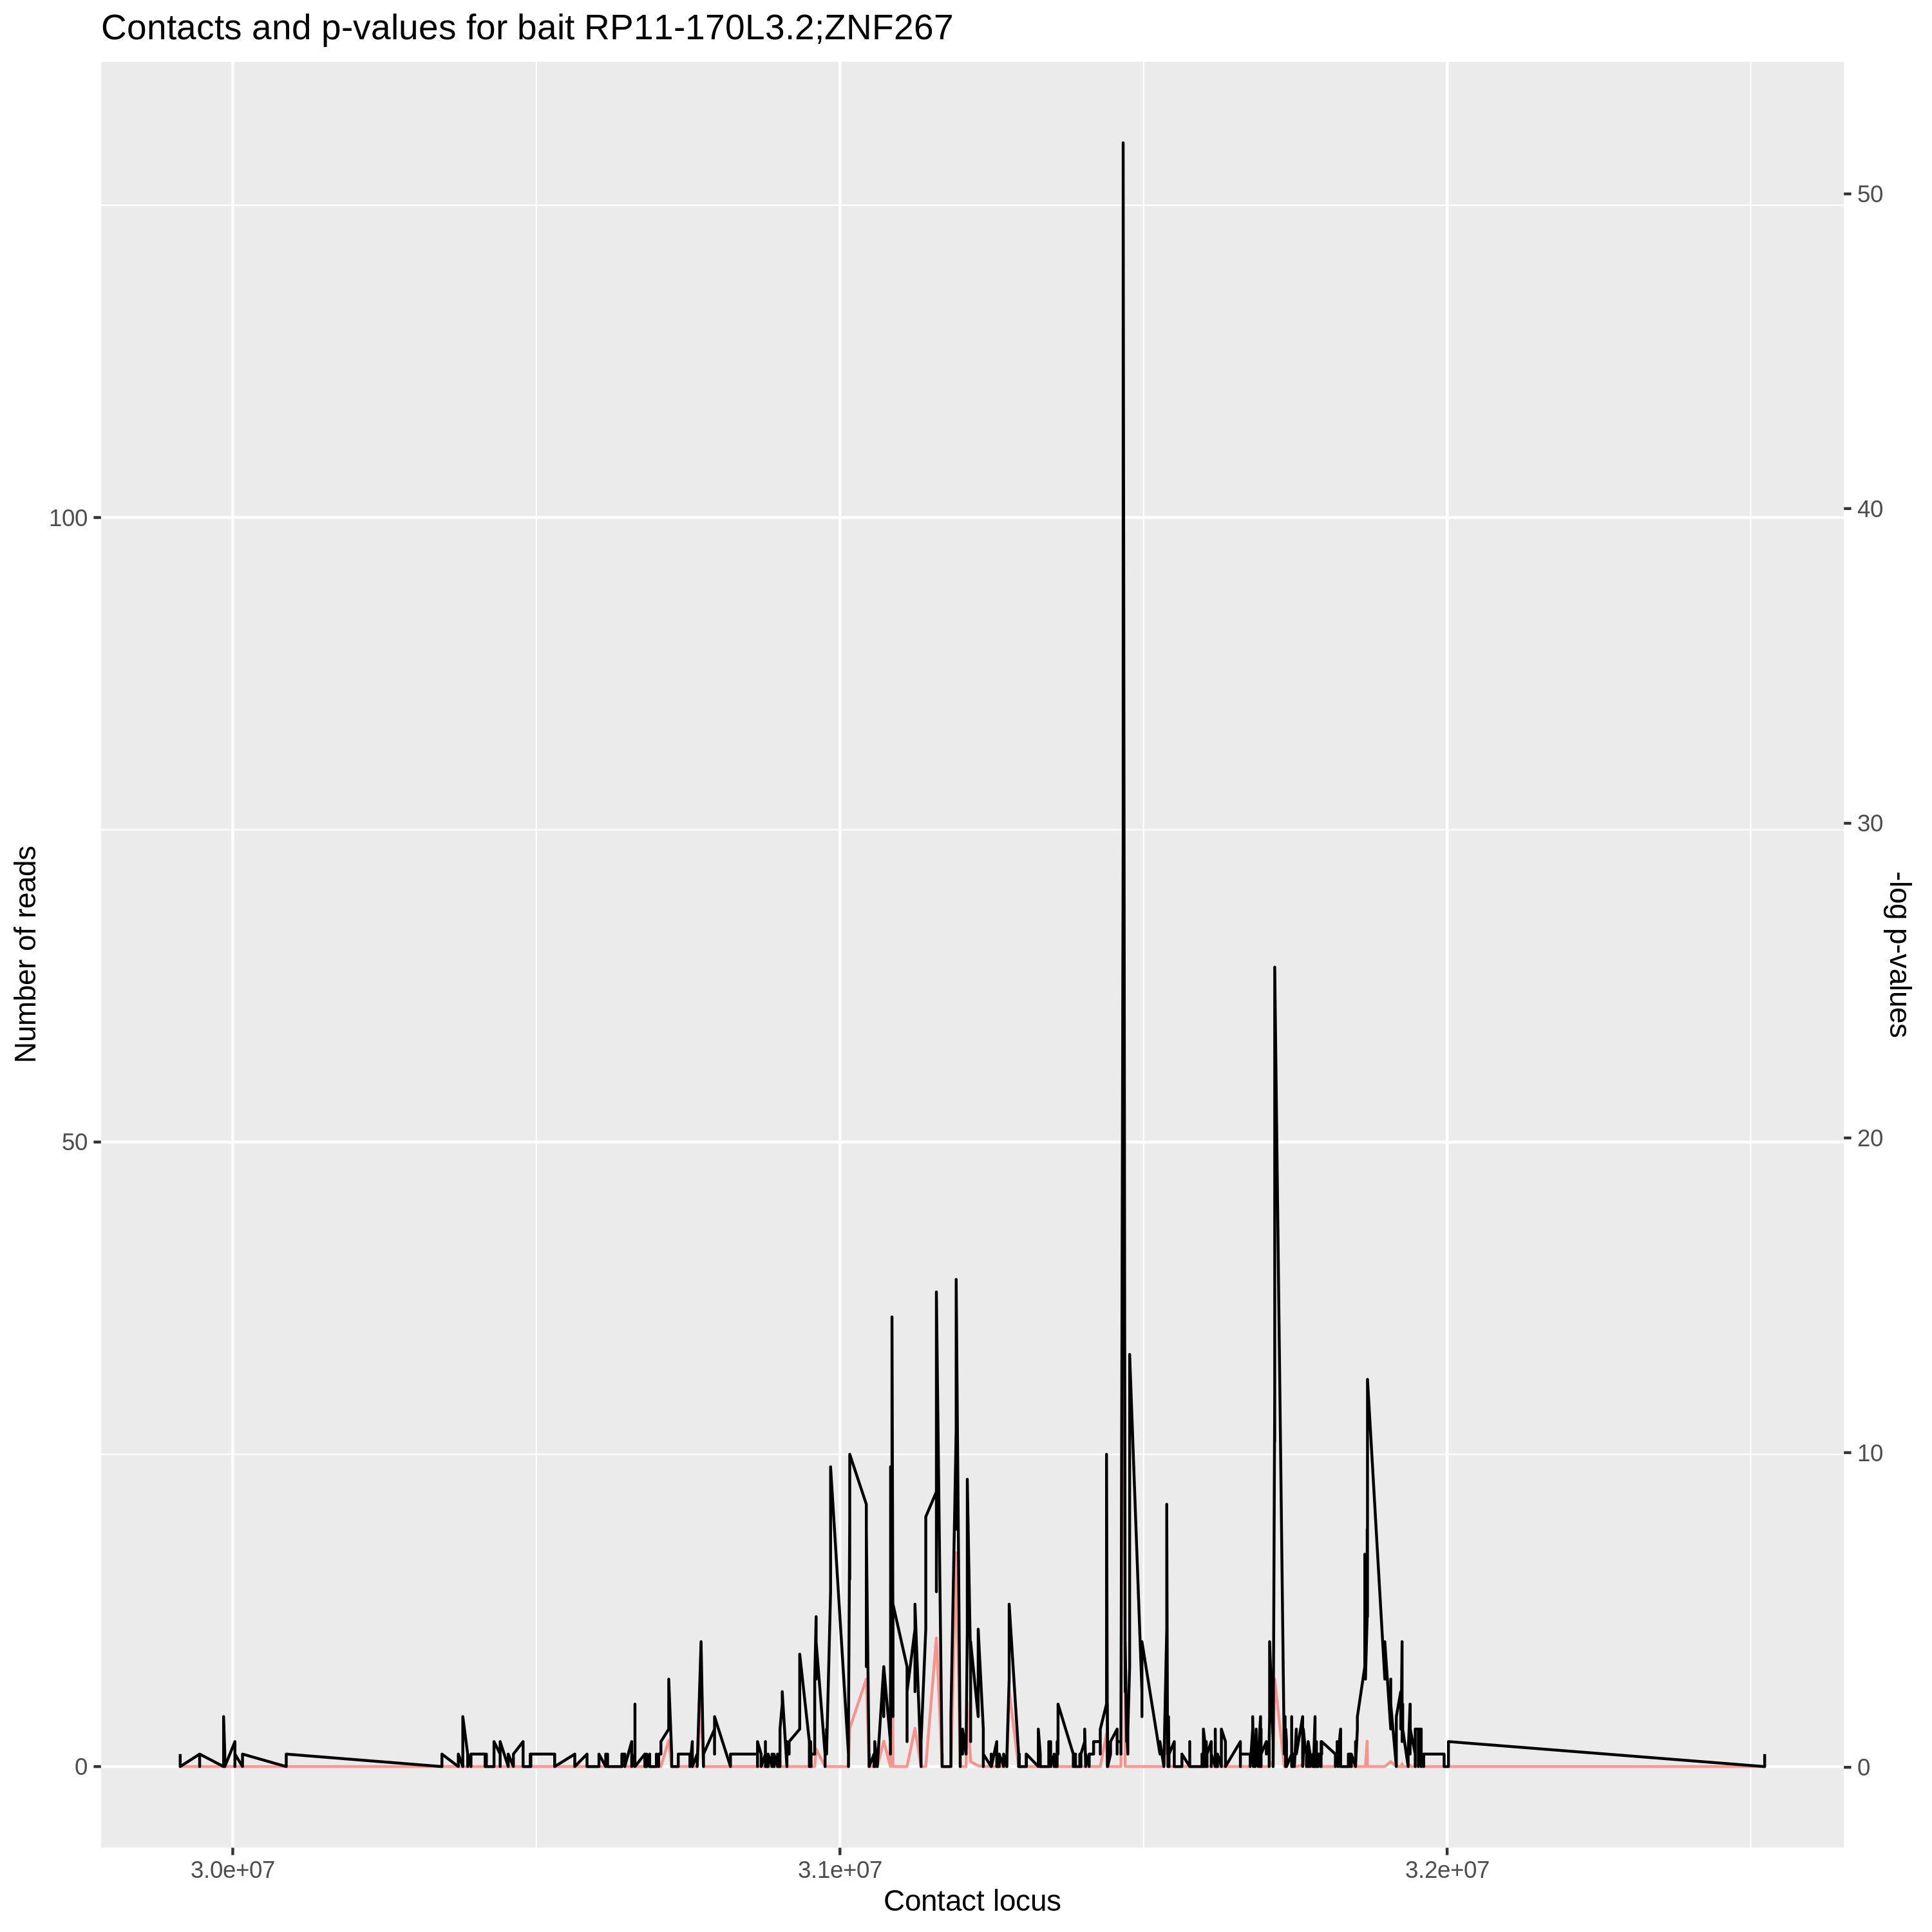 Contacts and p-values for bait RP11-170L3.2;ZNF267
Number of reads
100
50
0
50
40
30
20
10
0
-log p-values
3.0e+07 3.1e+07 3.2e+07
Contact locus